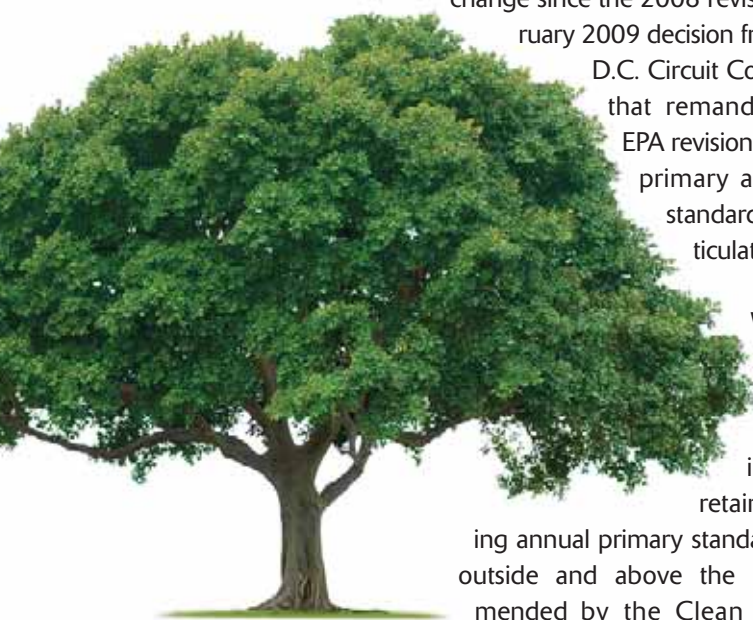 change since the 2008 revis
ruary 2009 decision fr
D.C. Circuit Co
that remand
EPA revision
primary a
standard
ticulat
i
retain
ing annual primary standa
outside and above the
mended by the Clean